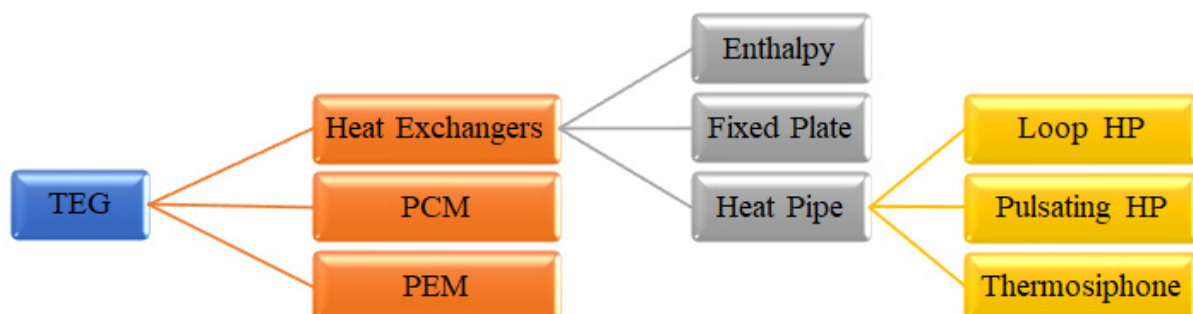 TEG
Heat Exchangers
PCM
PEM
Enthalpy
Fixed Plate
Heat Pipe
Loop HP
Pulsating HP
Thermosiphone